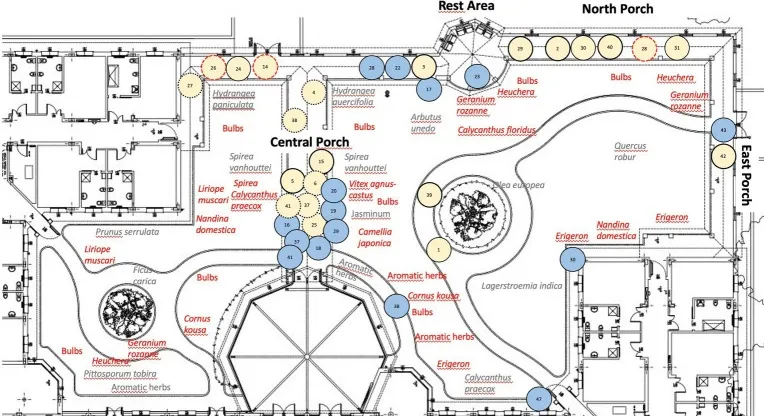 Rest Area
North Porch
26
24
14
28
22
9
29
2
30
40
28
31
27
4
17
23
Hydrangea
paniculata
Hydrangea
quercifolia
Bulbs
Heuchera
Bulbs
Heuchera
Geranium
rozanne
Geranium
rozanne
38
Bulbs
Bulbs
Arbutus
unedo
Calycanthus floridus
43
Central Porch
Quercus
robur
42
East Porch
Spirea
vanhouttei
15
Spirea
vanhouttei
5
6
Liriope
muscari
Spirea
Calycanthus
praecox
20
Vitex agnus-
castus
Olea europea
39
41
37
19
Bulbs
Jasminum
Nandina
domestica
16
25
Camellia
japonica
Erigeron
Nandina
domestica
Prunus serrulata
37
18
Erigeron
Liriope
muscari
41
1
30
Ficus
carica
Bulbs
Aromatic
herbs
Aromatic herbs
Lagerstroemia indica
Cornus
kousa
38
Cornus kousa
Bulbs
Geranium
rozanne
Aromatic herbs
Bulbs
Heuchera
Pittosporum tobira
Aromatic herbs
Erigeron
Calycanthus
praecox
42